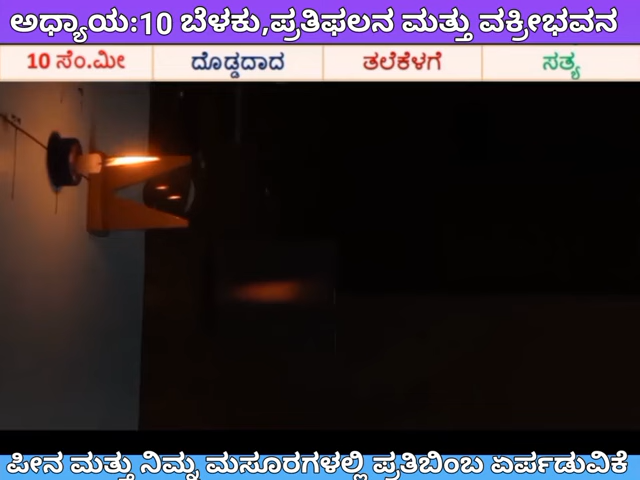 ಅಧ್ಯಾಯ:10 ಬೆಳಕು,ಪ್ರತಿಫಲನ ಮತ್ತು ವಕ್ರೀಭವನ
10 ಸೆಂ.ಮೀ ದೊಡ್ಡದಾದ ತಲೆಕೆಳಗೆ ಸತ್ಯ
ಪೀನ ಮತ್ತು ನಿಮ್ನ ಮಸೂರಗಳಲ್ಲಿ ಪ್ರತಿಬಿಂಬ ಏರ್ಪಡುವಿಕೆ